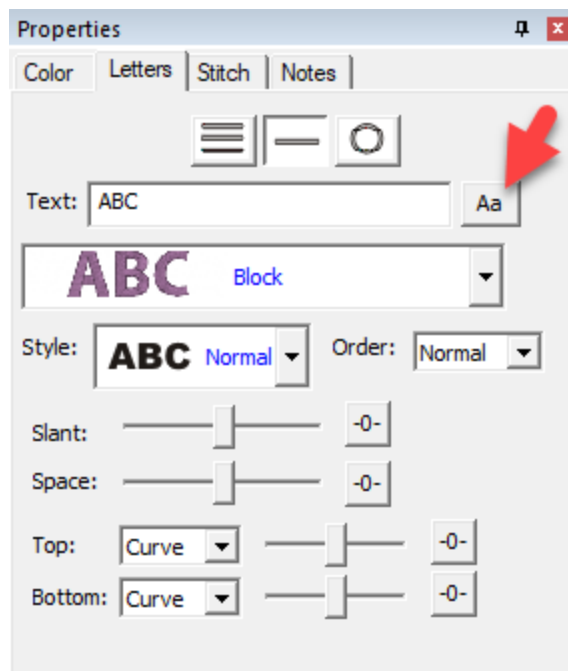 Properties
Color Letters Stitch Notes
Text: ABC Aa
ABC Block
Style: ABC Normal Order: Normal
Slant: -0-
Space: -0-
Top: Curve -0-
Bottom: Curve -0-